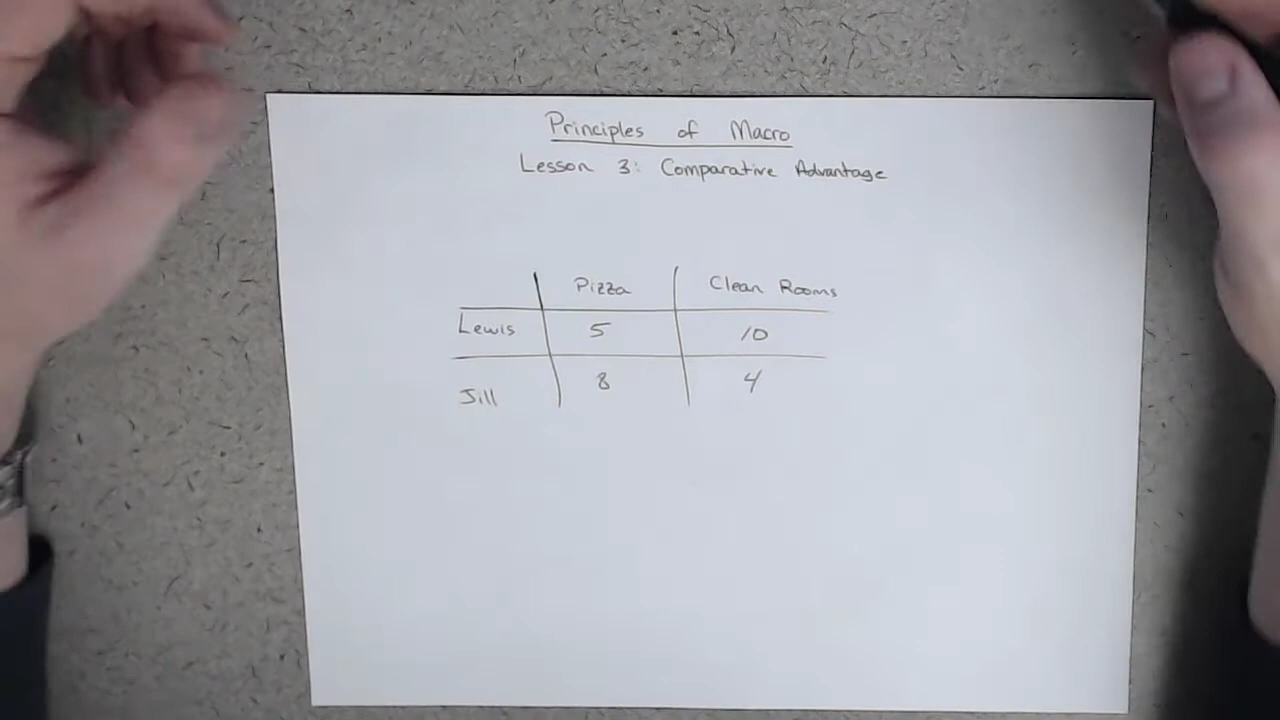 Principles of Macro
Lesson 3: Comparative Advantage
Pizza Clean Rooms
Lewis 5 10
Jill 8 4